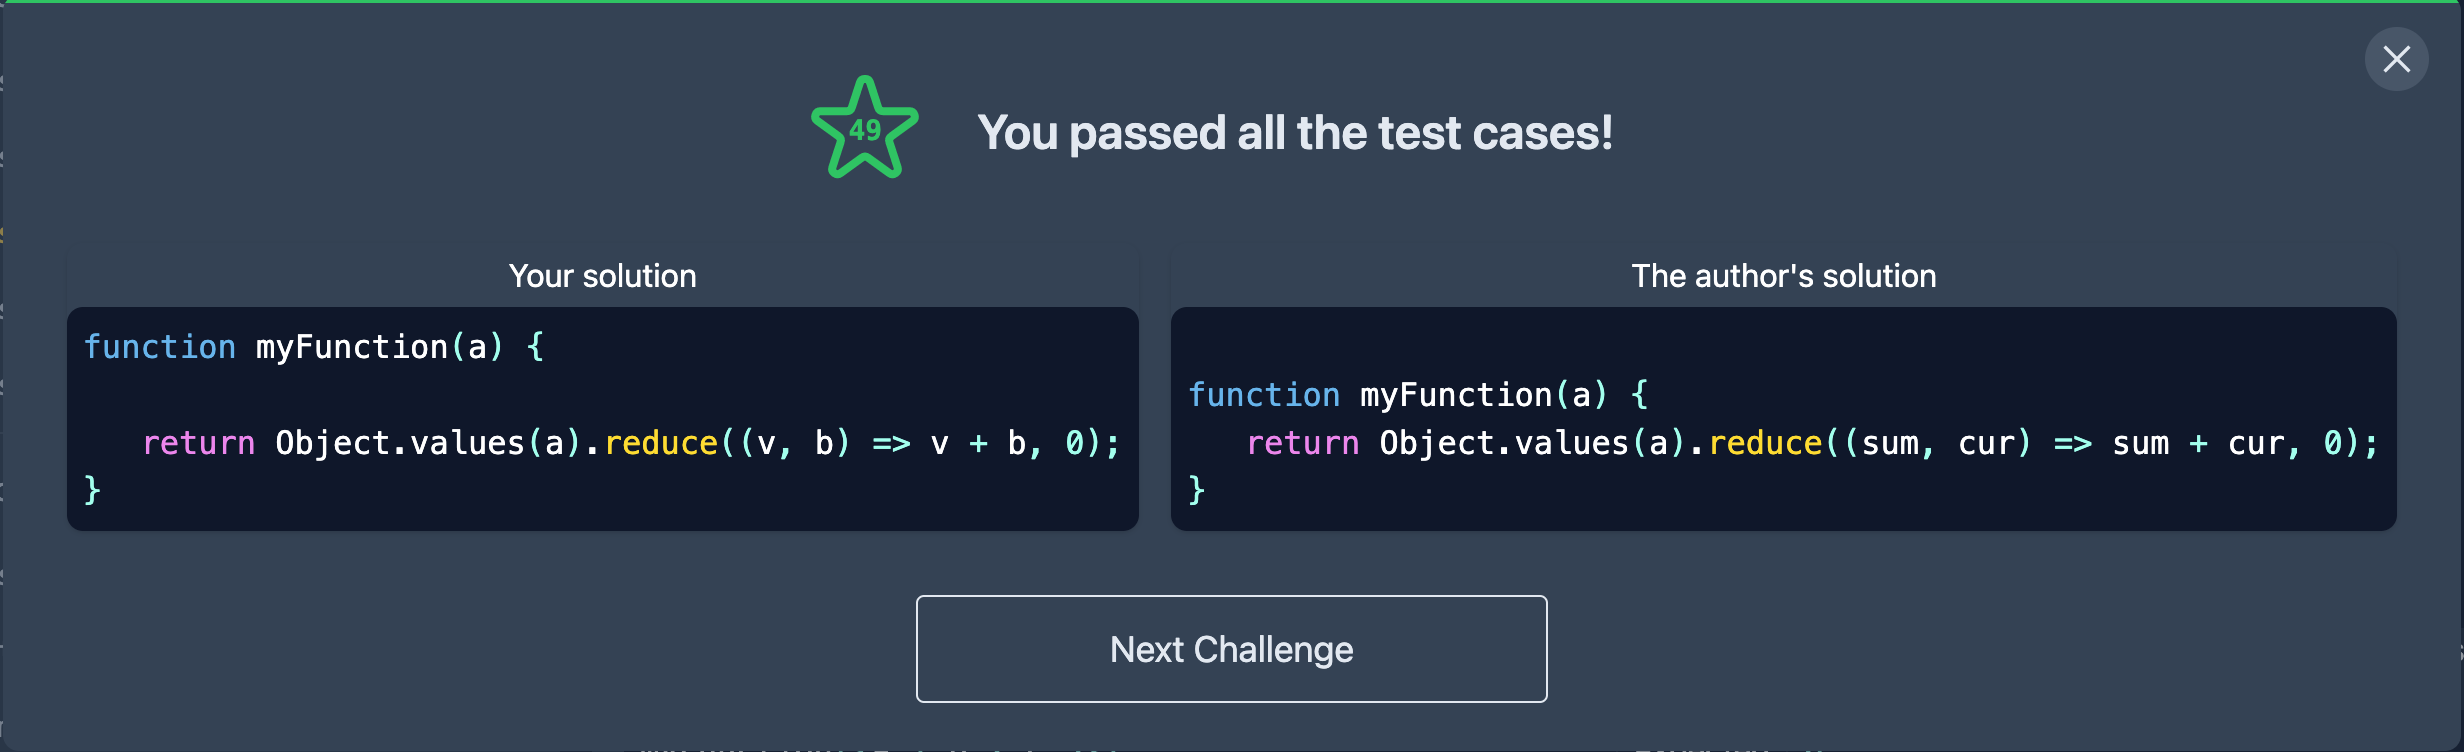 49
You passed all the test cases!
Your solution
function myFunction(a) {
return Object.values(a).reduce((v, b) => v + b, 0);
}
The author's solution
function myFunction(a) {
return Object.values(a).reduce((sum, cur) => sum + cur, 0);
}
Next Challenge